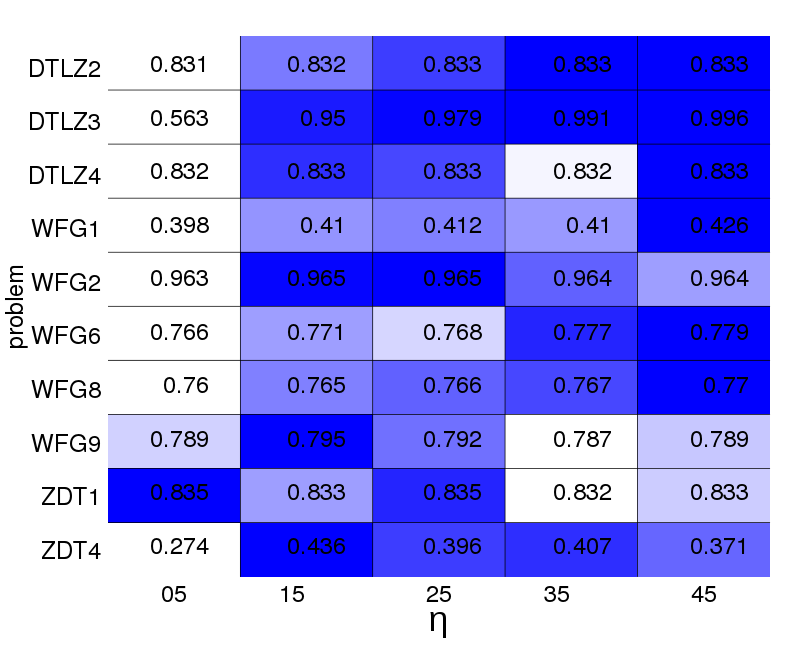 DTLZ2 0.831 0.832 0.833 0.833 0.833
DTLZ3 0.563 0.95 0.979 0.991 0.996
DTLZ4 0.832 0.833 0.833 0.832 0.833
WFG1 0.398 0.41 0.412 0.41 0.426
WFG2 0.963 0.965 0.965 0.964 0.964
problem
WFG6 0.766 0.771 0.768 0.777 0.779
WFG8 0.76 0.765 0.766 0.767 0.77
WFG9 0.789 0.795 0.792 0.787 0.789
ZDT1 0.835 0.833 0.835 0.832 0.833
ZDT4 0.274 0.436 0.396 0.407 0.371
05 15 25 35 45
η